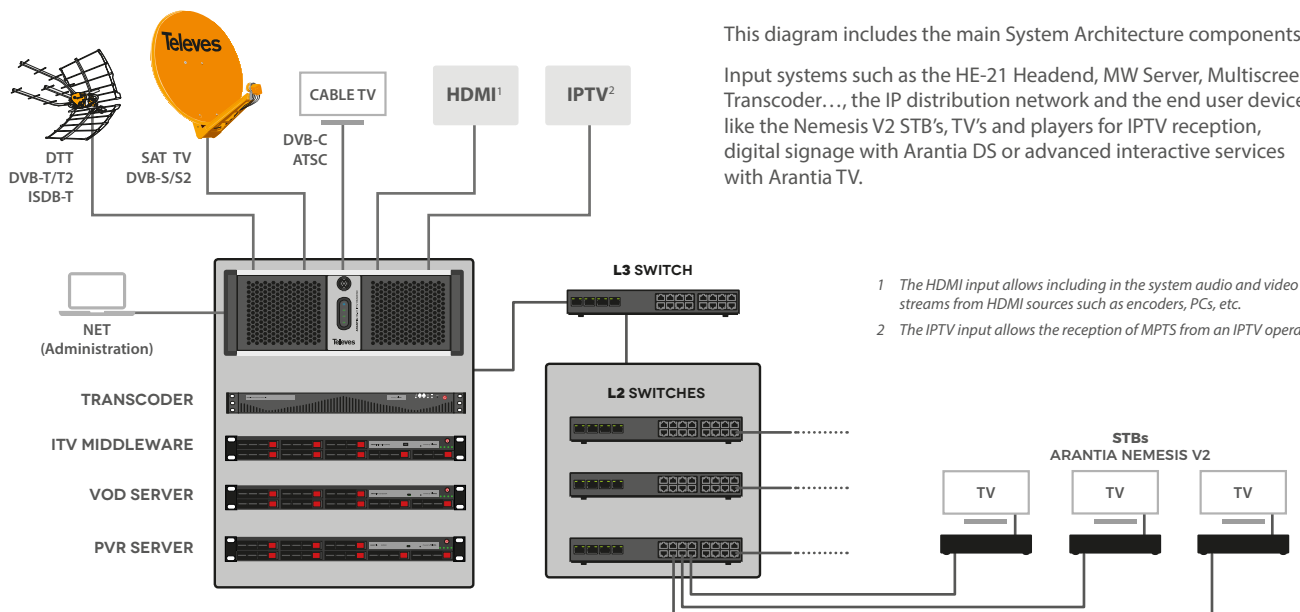 This diagram includes the main System Architecture components
Input systems such as the HE-21 Headend, MW Server,
Transcoder…, the IP distribution network and the end user
like the Nemesis V2 STB's, TV's and players for IPTV reception,
digital signage with Arantia DS or advanced interactive services
with Arantia TV.
Televes
CABLE TV
HDMI1
IPTV2
DVB-C
ATSC
DTT
DVB-T/T2
ISDB-T
SAT TV
DVB-S/S2
NET
(Administration)
Televes
TRANSCODER
ITV MIDDLEWARE
VOD SERVER
PVR SERVER
L3 SWITCH
L2 SWITCHES
1 The HDMI input allows including in the system audio and video
streams from HDMI sources such as encoders, PCs, etc.
2 The IPTV input allows the reception of MPTS from an IPTV
STBs
ARANTIA NEMESIS V2
TV
TV
TV